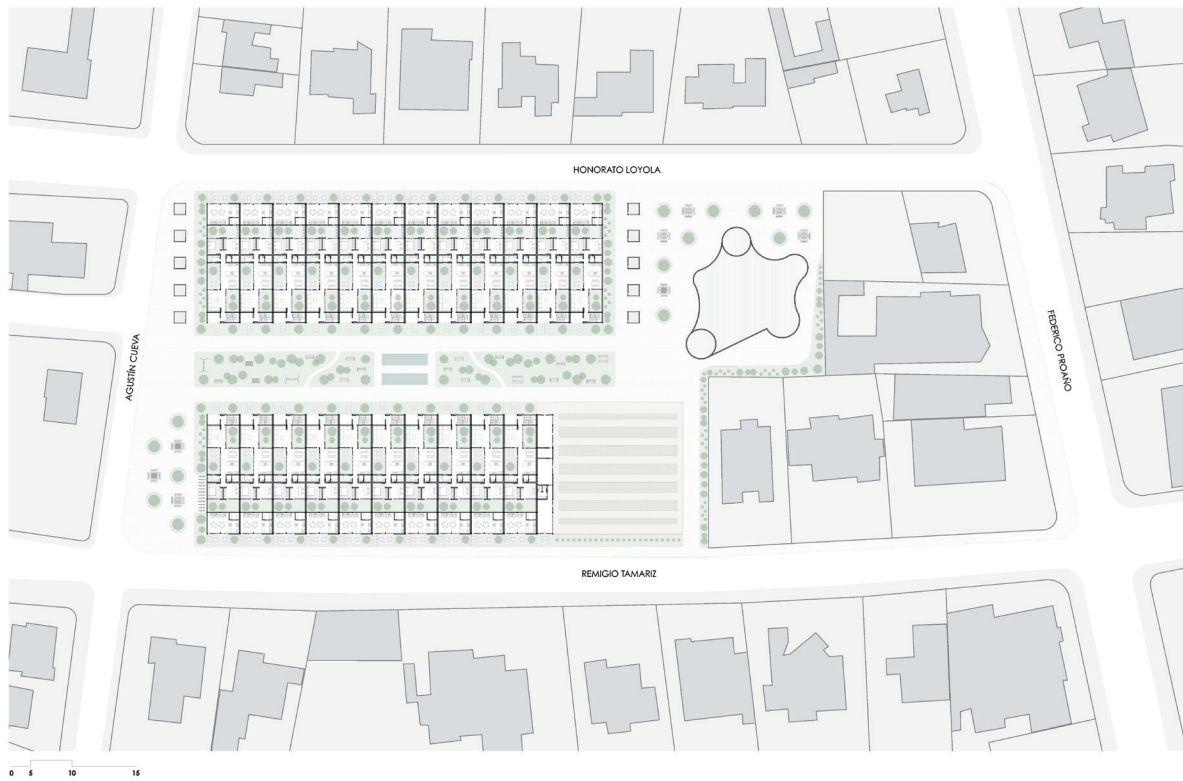 HONORATO LOYOLA
AGUSTÍN CUEVA
FEDERICO PROAÑO
REMIGIO TAMARIZ
0 5 10 15